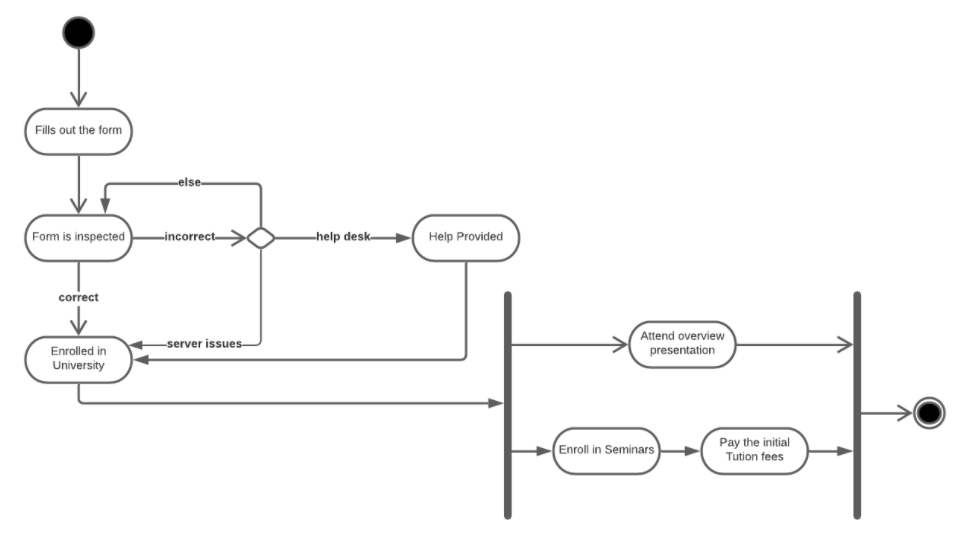 Fills out the form
else
Form is inspected
incorrect
help desk
Help Provided
correct
server issues
Enrolled in
University
Attend overview
presentation
Enroll in Seminars
Pay the initial
Tution fees